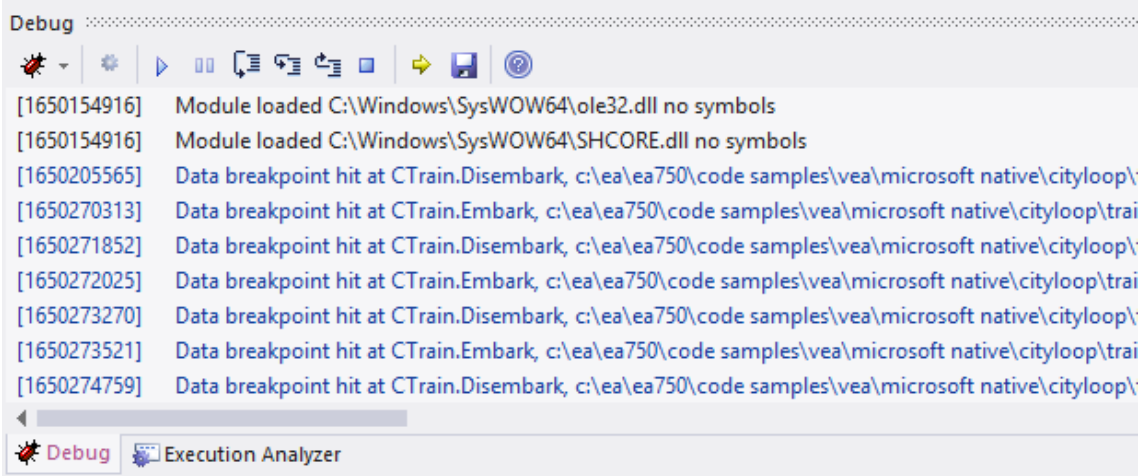 Debug
[1650154916] Module loaded C:\Windows\SysWOW64\ole32.dll no symbols
[1650154916] Module loaded C:\Windows\SysWOW64\SHCORE.dll no symbols
[1650205565] Data breakpoint hit at CTrain.Disembark, c:\ea\ea750\code samples\vea\microsoft native\cityloop\
[1650270313] Data breakpoint hit at CTrain.Embark, c:\ea\ea750\code samples\vea\microsoft native\cityloop\trai
[1650271852] Data breakpoint hit at CTrain.Disembark, c:\ea\ea750\code samples\vea\microsoft native\cityloop\
[1650272025] Data breakpoint hit at CTrain.Embark, c:\ea\ea750\code samples\vea\microsoft native\cityloop\trai
[1650273270] Data breakpoint hit at CTrain.Disembark, c:\ea\ea750\code samples\vea\microsoft native\cityloop\
[1650273521] Data breakpoint hit at CTrain.Embark, c:\ea\ea750\code samples\vea\microsoft native\cityloop\trai
[1650274759] Data breakpoint hit at CTrain.Disembark, c:\ea\ea750\code samples\vea\microsoft native\cityloop\
Debug Execution Analyzer